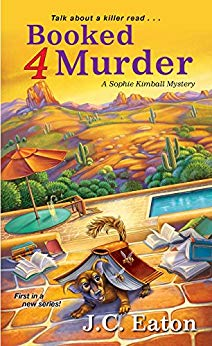 Talk about a killer read . . .
Booked
4 Murder
A Sophie Kimball Mystery
First in a
new series!
J.C. Eaton